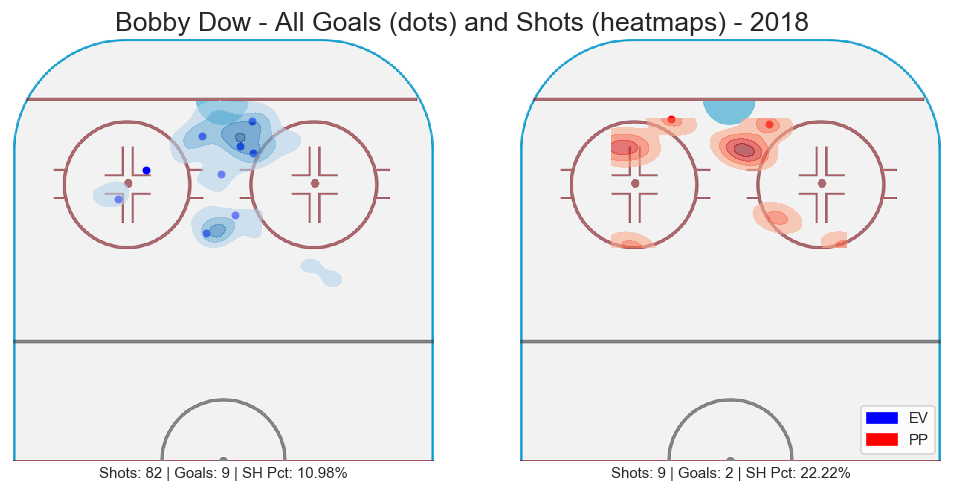 Bobby Dow - All Goals (dots) and Shots (heatmaps) - 2018
EV
PP
Shots: 82 | Goals: 9 | SH Pct: 10.98%
Shots: 9 | Goals: 2 | SH Pct: 22.22%